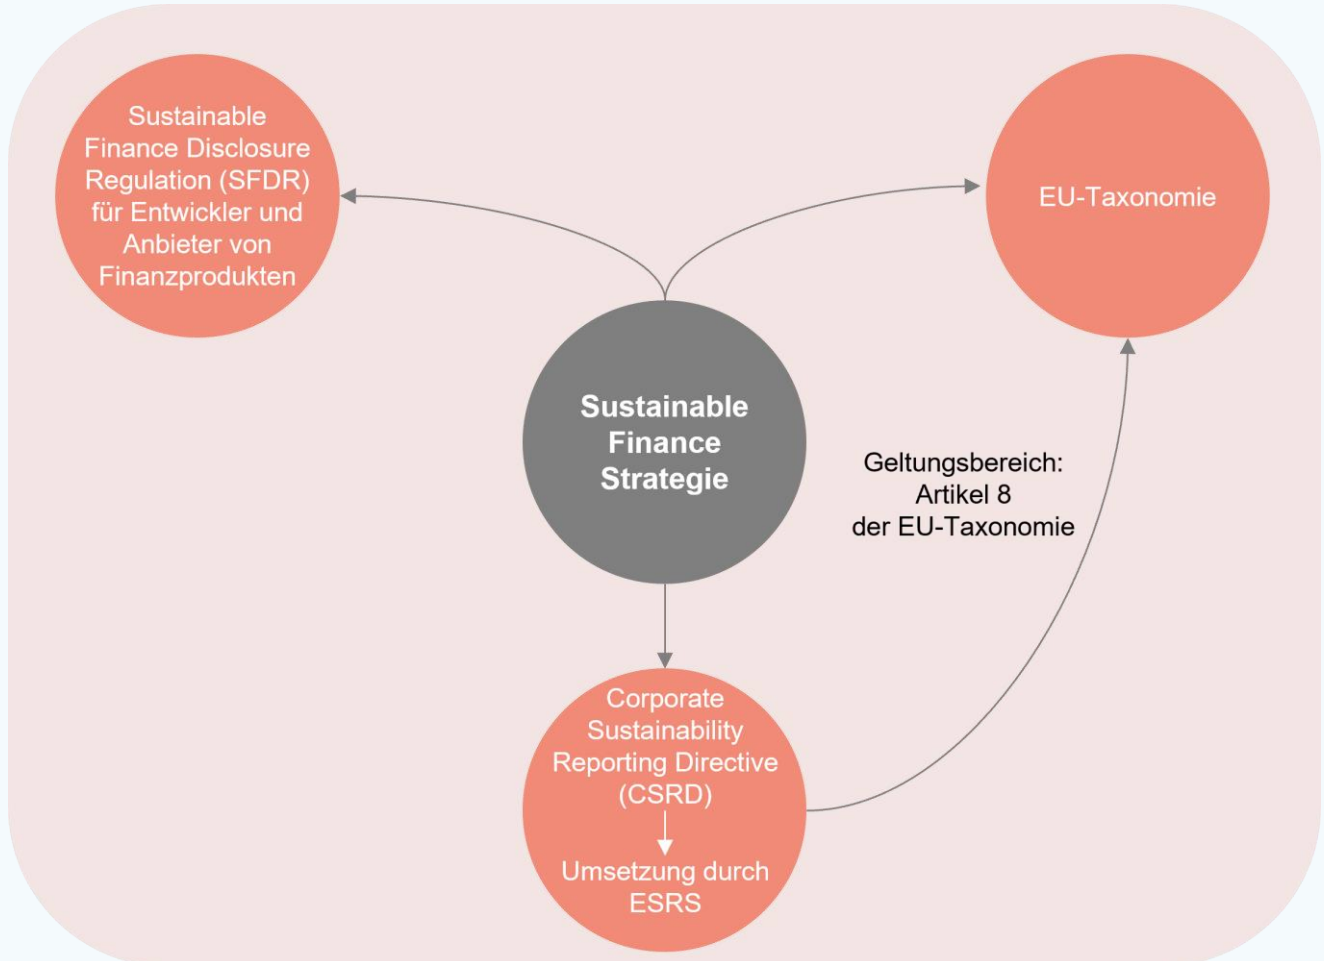 Sustainable
Finance Disclosure
Regulation (SFDR)
für Entwickler und
Anbieter von
Finanzprodukten
EU-Taxonomie
Sustainable
Finance
Strategie
Geltungsbereich:
Artikel 8
der EU-Taxonomie
Corporate
Sustainability
Reporting Directive
(CSRD)
Umsetzung durch
ESRS